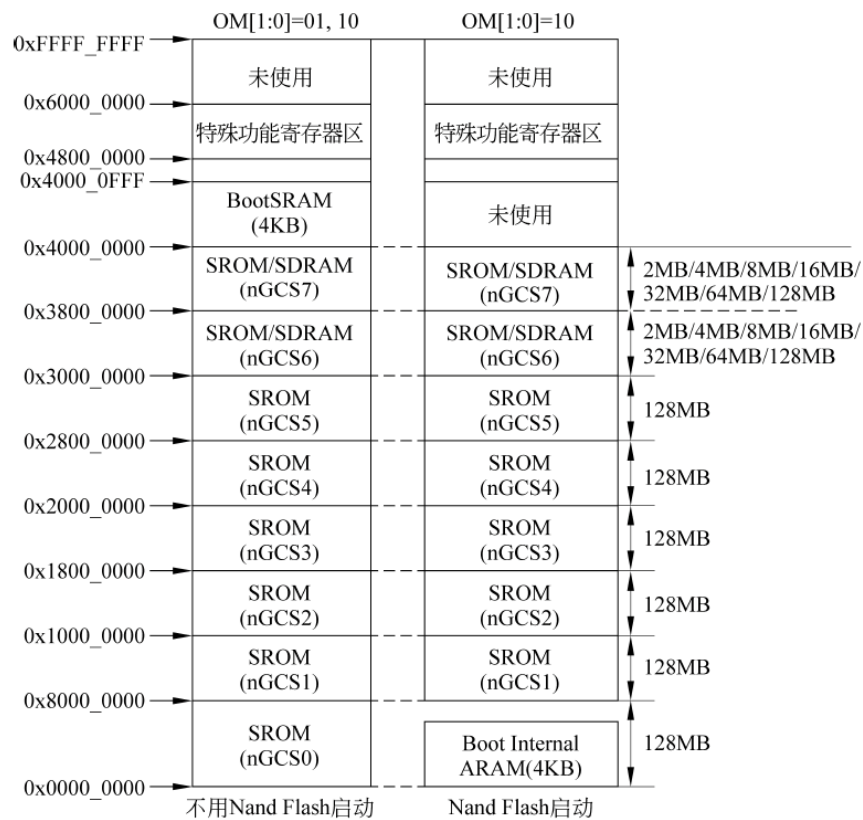 OM[1:0]=01, 10
OM[1:0]=10
0xFFFF_FFFF
未使用
未使用
0x6000_0000
特殊功能寄存器区
特殊功能寄存器区
0x4800_0000
0x4000_0FFF
BootSRAM
(4KB)
未使用
0x4000_0000
SROM/SDRAM
(nGCS7)
SROM/SDRAM
(nGCS7)
2MB/4MB/8MB/16MB/
32MB/64MB/128MB
0x3800_0000
SROM/SDRAM
(nGCS6)
SROM/SDRAM
(nGCS6)
2MB/4MB/8MB/16MB/
32MB/64MB/128MB
0x3000_0000
SROM
(nGCS5)
SROM
(nGCS5)
128MB
0x2800_0000
SROM
(nGCS4)
SROM
(nGCS4)
128MB
0x2000_0000
SROM
(nGCS3)
SROM
(nGCS3)
128MB
0x1800_0000
SROM
(nGCS2)
SROM
(nGCS2)
128MB
0x1000_0000
SROM
(nGCS1)
SROM
(nGCS1)
128MB
0x8000_0000
SROM
(nGCS0)
Boot Internal
ARAM(4KB)
128MB
0x0000_0000
不用Nand Flash启动
Nand Flash启动